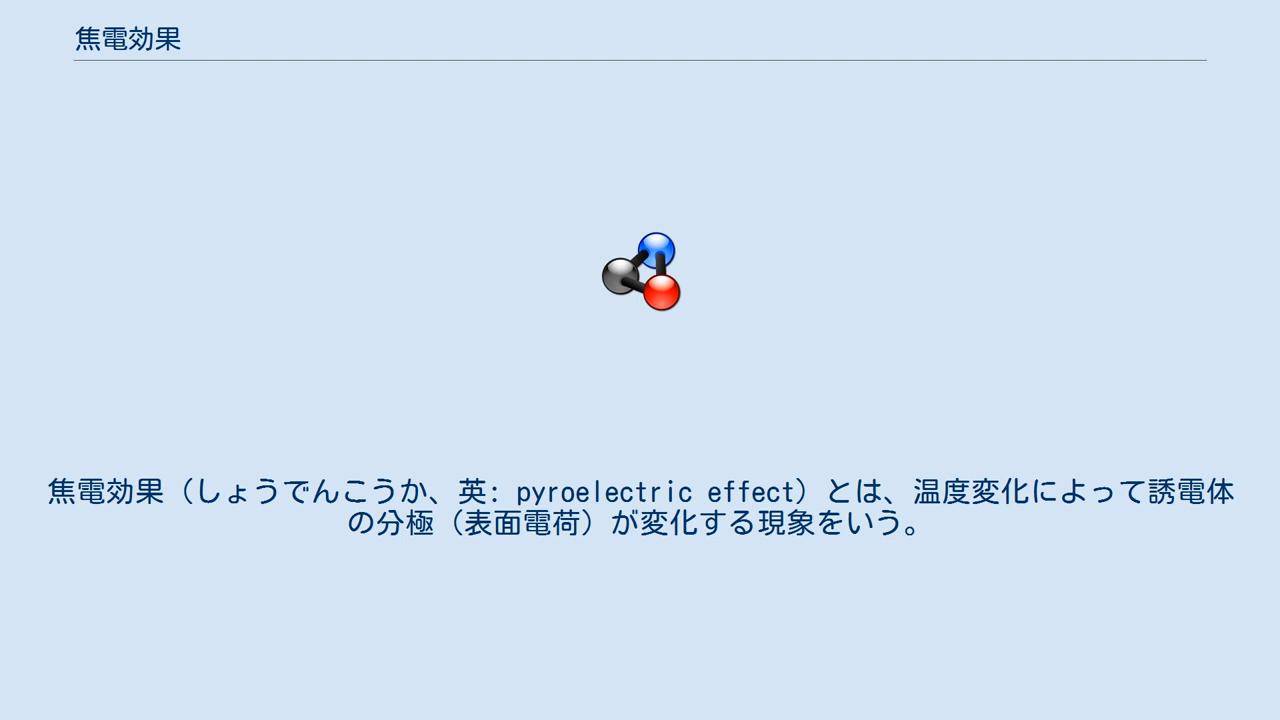 焦電効果
焦電効果（しょうでんこうか、英: pyroelectric effect）とは、温度変化によって誘電体
の分極（表面電荷）が変化する現象をいう。